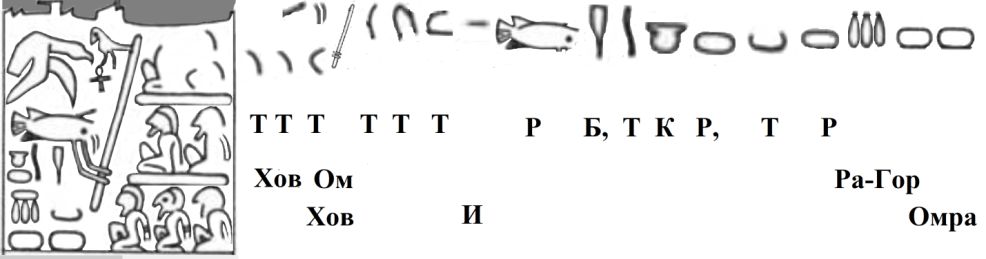 Т Т Т Т Т Т Р Б, Т К Р, Т Р
Хов Ом Ра-Гор
Хов И Омра